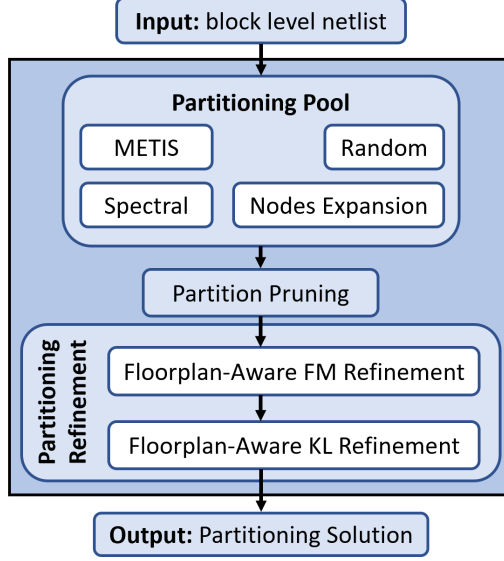 Input: block level netlist
Partitioning Pool
METIS
Random
Spectral
Nodes Expansion
Partition Pruning
Partitioning
Refinement
Floorplan-Aware FM Refinement
Floorplan-Aware KL Refinement
Output: Partitioning Solution